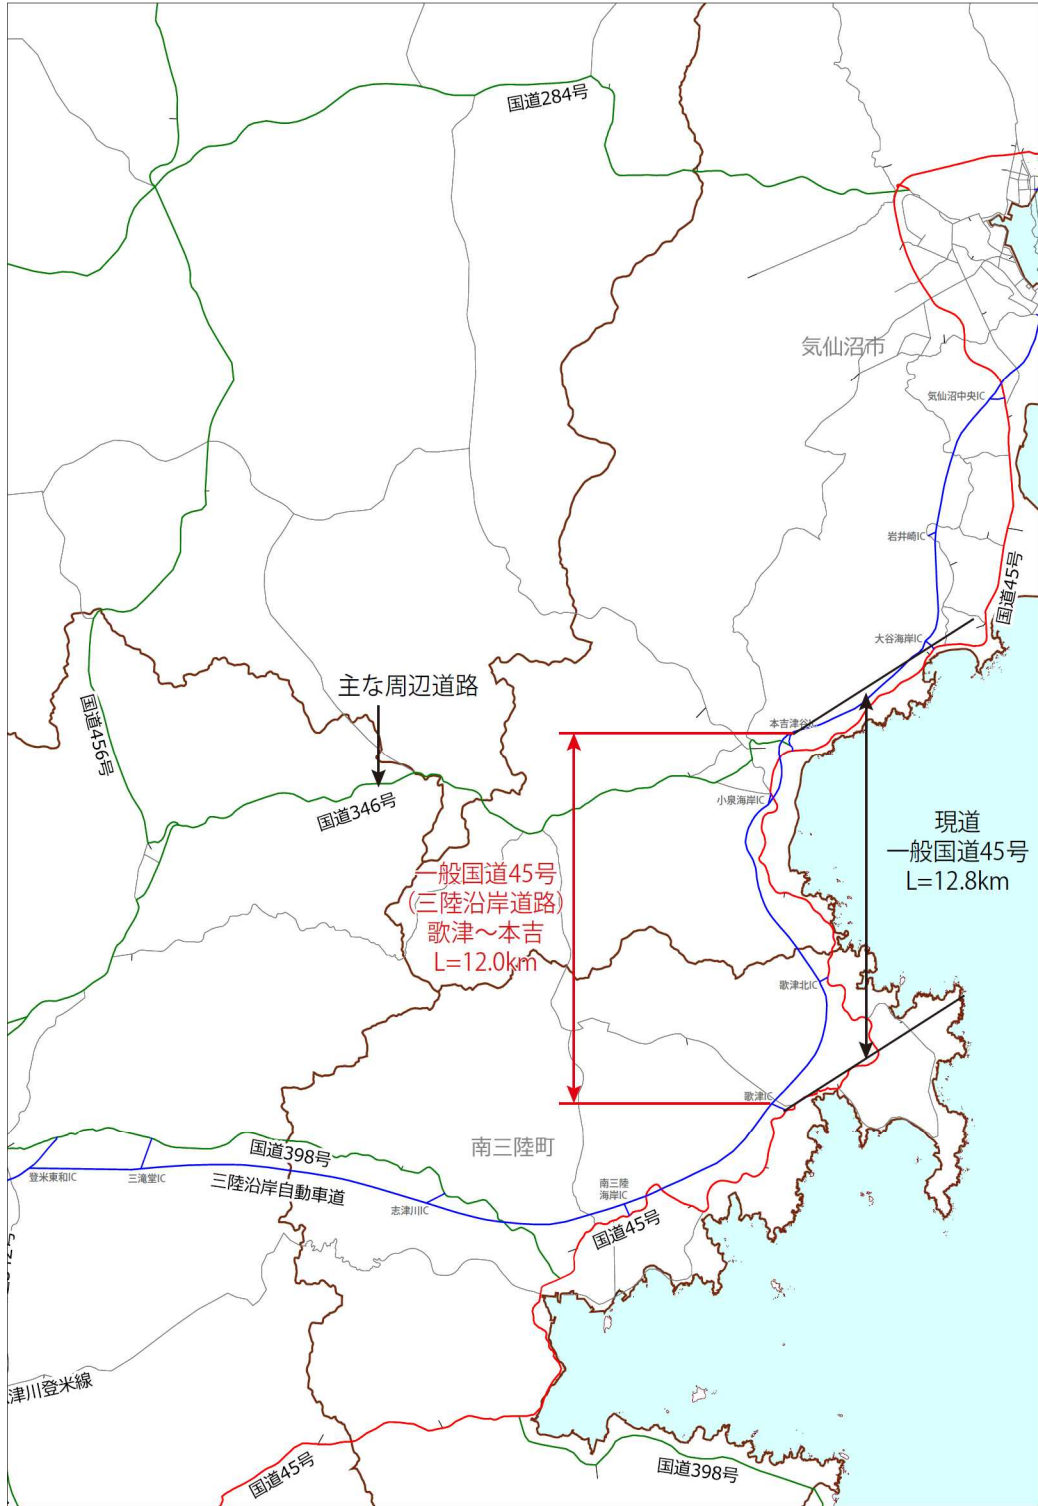 国道284号
気仙沼市
気仙沼中央IC
岩井崎IC
国道45号
大谷海岸IC
主な周辺道路
国道456号
本吉津谷IC
小泉海岸IC
国道346号
現道
一般国道45号
L=12.8km
一般国道45号
(三陸沿岸道路)
歌津～本吉
L=12.0km
歌津北IC
歌津IC
南三陸町
国道398号
登米東和IC
三滝堂IC
三陸沿岸自動車道
志津川IC
南三陸
海岸IC
国道45号
津川登米線
国道45号
国道398号